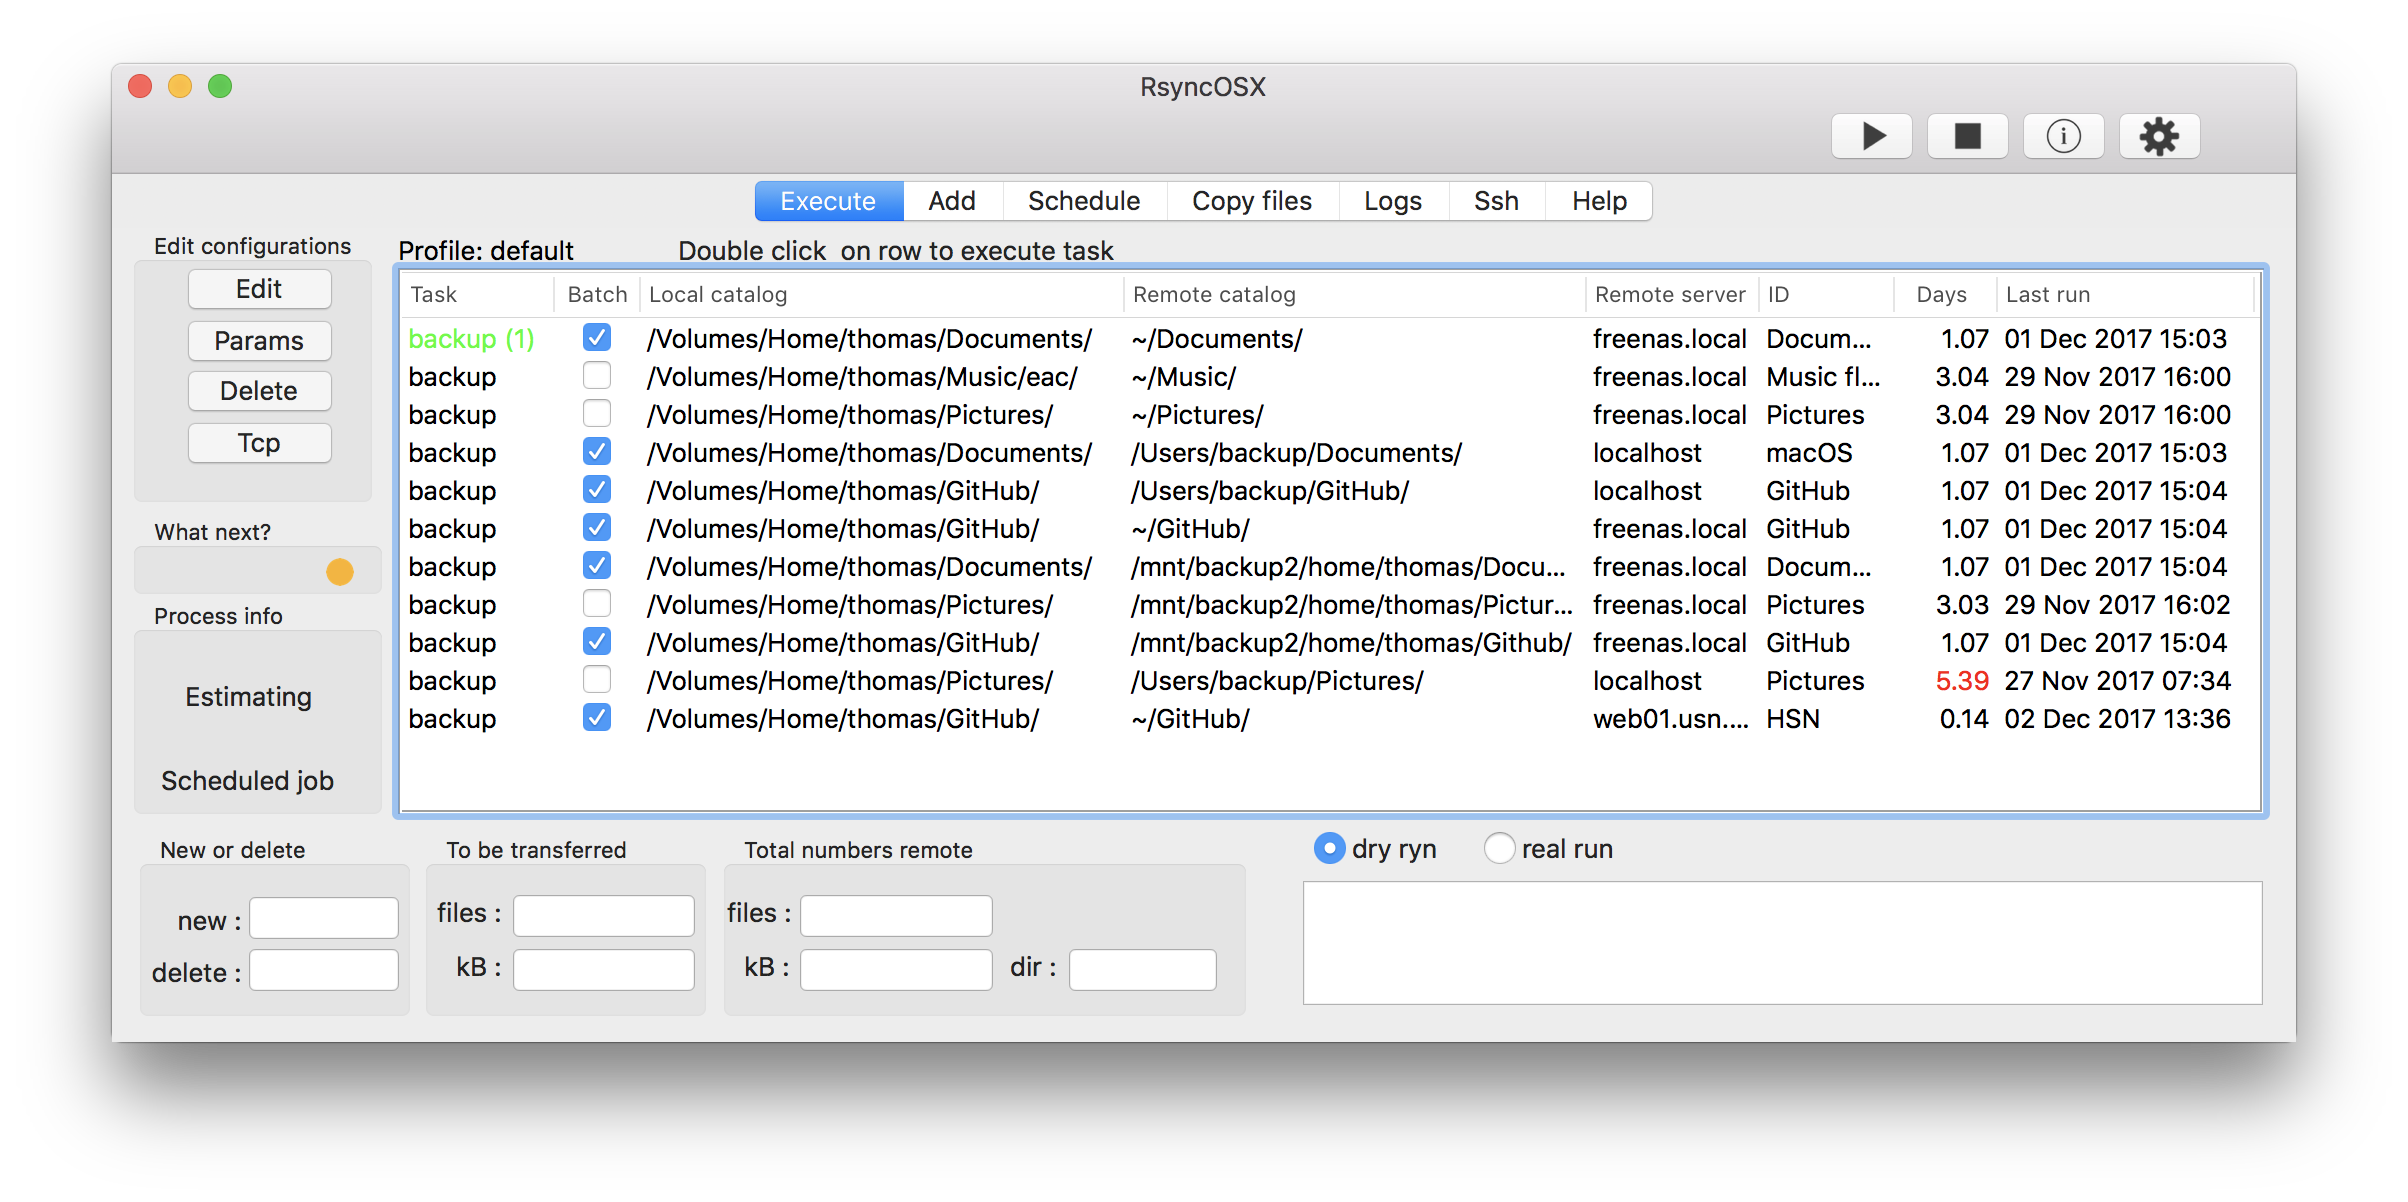 RsyncOSX
Execute Add Schedule Copy files Logs Ssh Help
Edit configurations
Edit
Params
Delete
Tcp
What next?
Process info
Estimating
Scheduled job
Profile: default Double click on row to execute task
Task Batch Local catalog Remote catalog Remote server ID Days Last run
backup (1) /Volumes/Home/thomas/Documents/ ~/Documents/ freenas.local Docum... 1.07 01 Dec 2017 15:03
backup /Volumes/Home/thomas/Music/eac/ ~/Music/ freenas.local Music fl... 3.04 29 Nov 2017 16:00
backup /Volumes/Home/thomas/Pictures/ ~/Pictures/ freenas.local Pictures 3.04 29 Nov 2017 16:00
backup /Volumes/Home/thomas/Documents/ /Users/backup/Documents/ localhost macOS 1.07 01 Dec 2017 15:03
backup /Volumes/Home/thomas/GitHub/ /Users/backup/GitHub/ localhost GitHub 1.07 01 Dec 2017 15:04
backup /Volumes/Home/thomas/GitHub/ ~/GitHub/ freenas.local GitHub 1.07 01 Dec 2017 15:04
backup /Volumes/Home/thomas/Documents/ /mnt/backup2/home/thomas/Docu... freenas.local Docum... 1.07 01 Dec 2017 15:04
backup /Volumes/Home/thomas/Pictures/ /mnt/backup2/home/thomas/Pictur... freenas.local Pictures 3.03 29 Nov 2017 16:02
backup /Volumes/Home/thomas/GitHub/ /mnt/backup2/home/thomas/Github/ freenas.local GitHub 1.07 01 Dec 2017 15:04
backup /Volumes/Home/thomas/Pictures/ /Users/backup/Pictures/ localhost Pictures 5.39 27 Nov 2017 07:34
backup /Volumes/Home/thomas/GitHub/ ~/GitHub/ web01.usn.... HSN 0.14 02 Dec 2017 13:36
New or delete
new :
delete :
To be transferred
files :
kB :
Total numbers remote
files :
kB : dir :
dry ryn real run